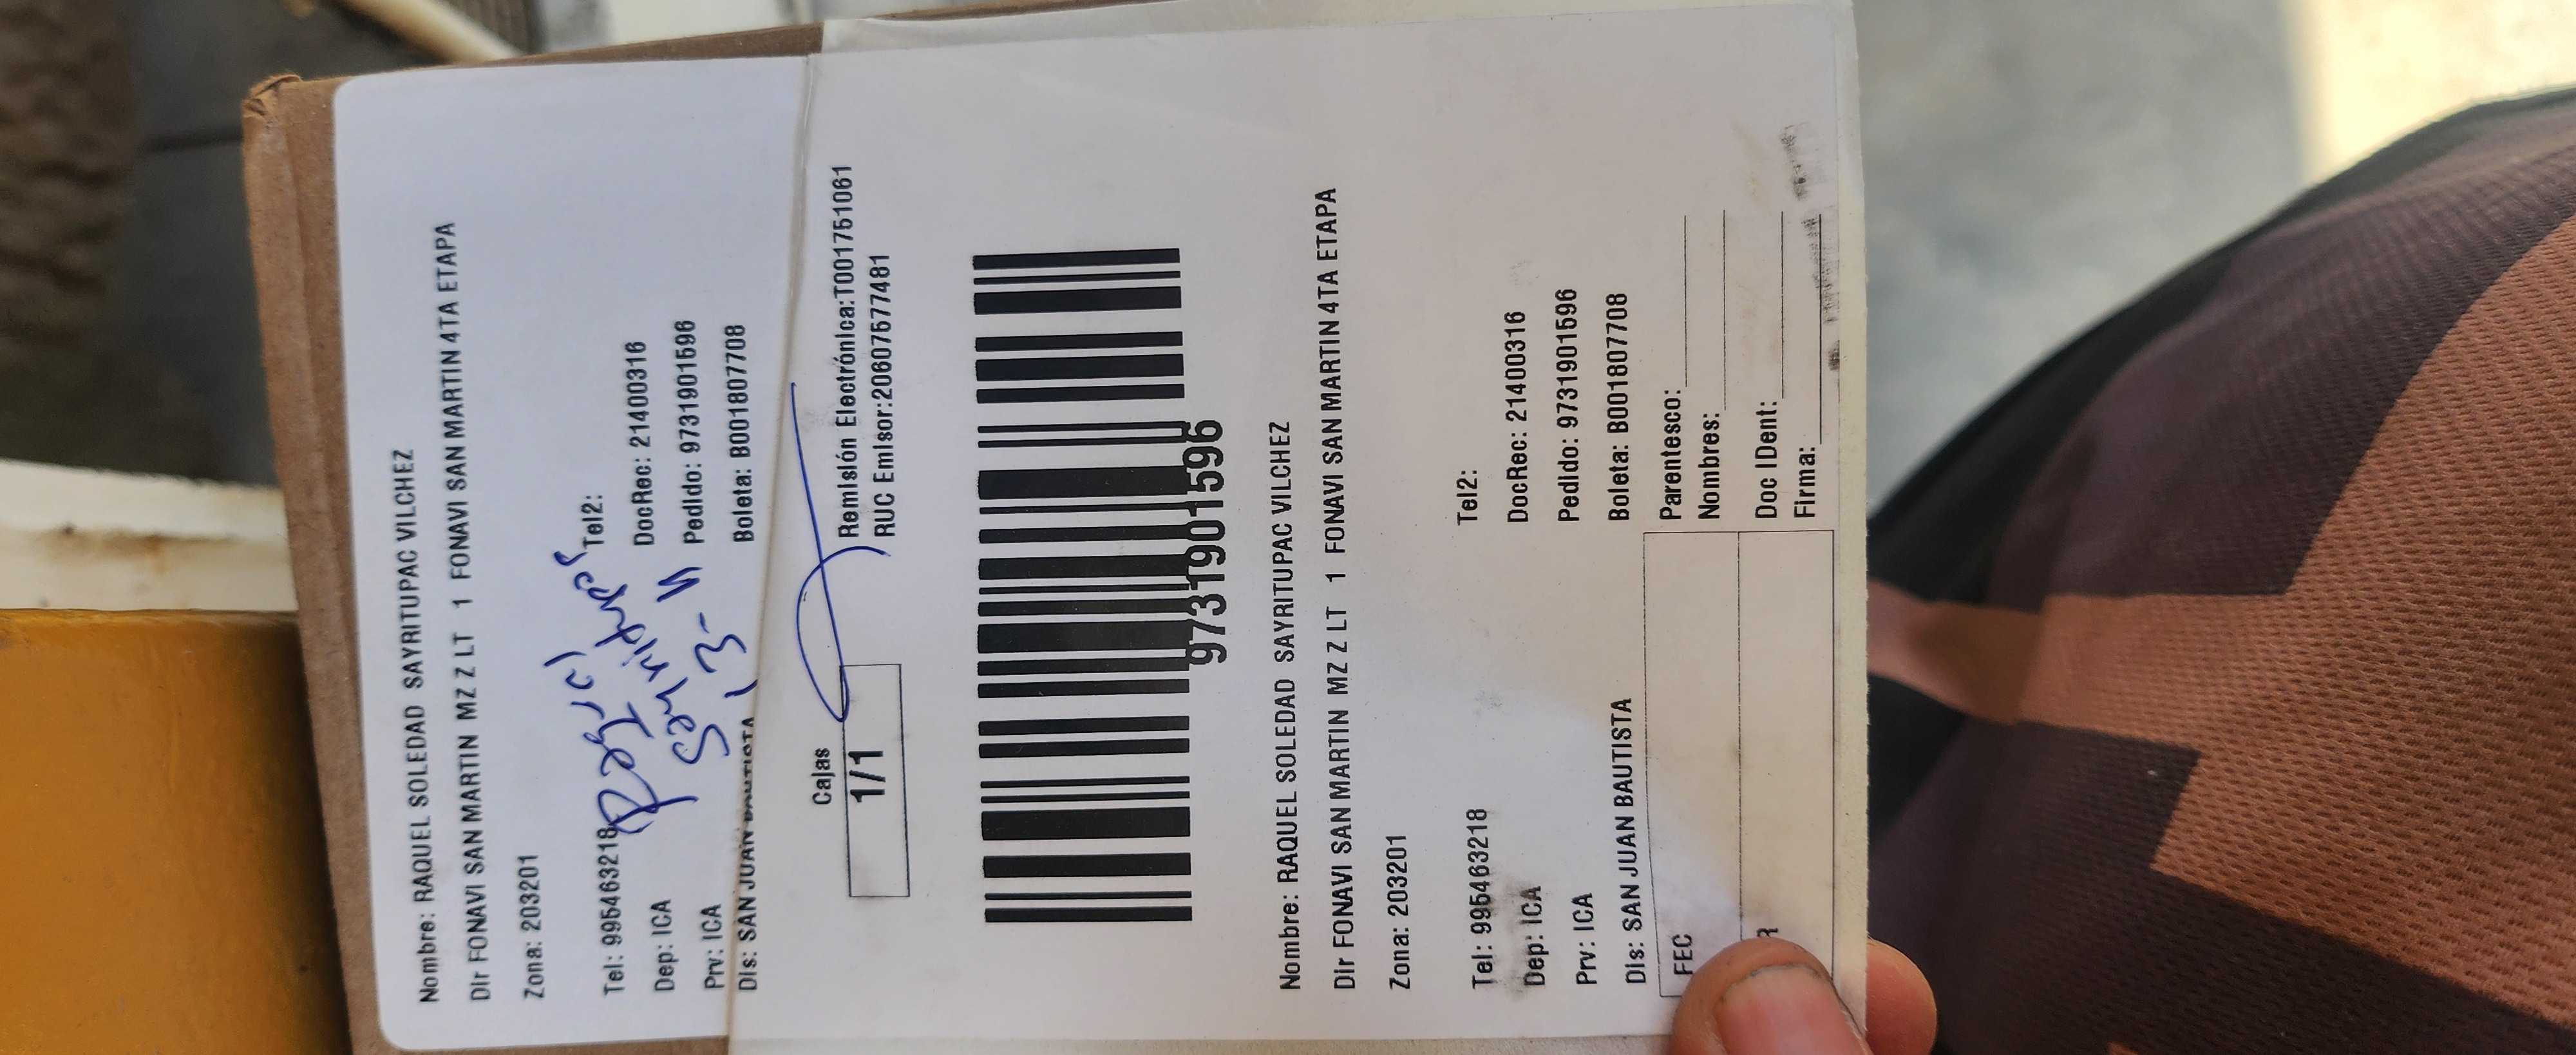 Nombre: RAQUEL SOLEDAD SAYRITUPAC VILCHEZ
Dir FONAVI SAN MARTIN MZ Z LT 1 FONAVI SAN MARTIN 4TA ETAPA
Zona: 203201
Tel: 995463218 Tel2:
Dep: ICA DocRec: 21400316
Prv: ICA Pedido: 9731901596
Dis: SAN JUAN BAUTISTA Boleta: B001807708
Cajas
1/1
Remisión Electrónica:T001751061
RUC Emisor:20607577481
9731901596
Nombre: RAQUEL SOLEDAD SAYRITUPAC VILCHEZ
Dir FONAVI SAN MARTIN MZ Z LT 1 FONAVI SAN MARTIN 4TA ETAPA
Zona: 203201
Tel: 995463218 Tel2:
Dep: ICA DocRec: 21400316
Prv: ICA Pedido: 9731901596
Dis: SAN JUAN BAUTISTA Boleta: B001807708
FEC
R
Parentesco:
Nombres:
Doc IDent:
Firma: